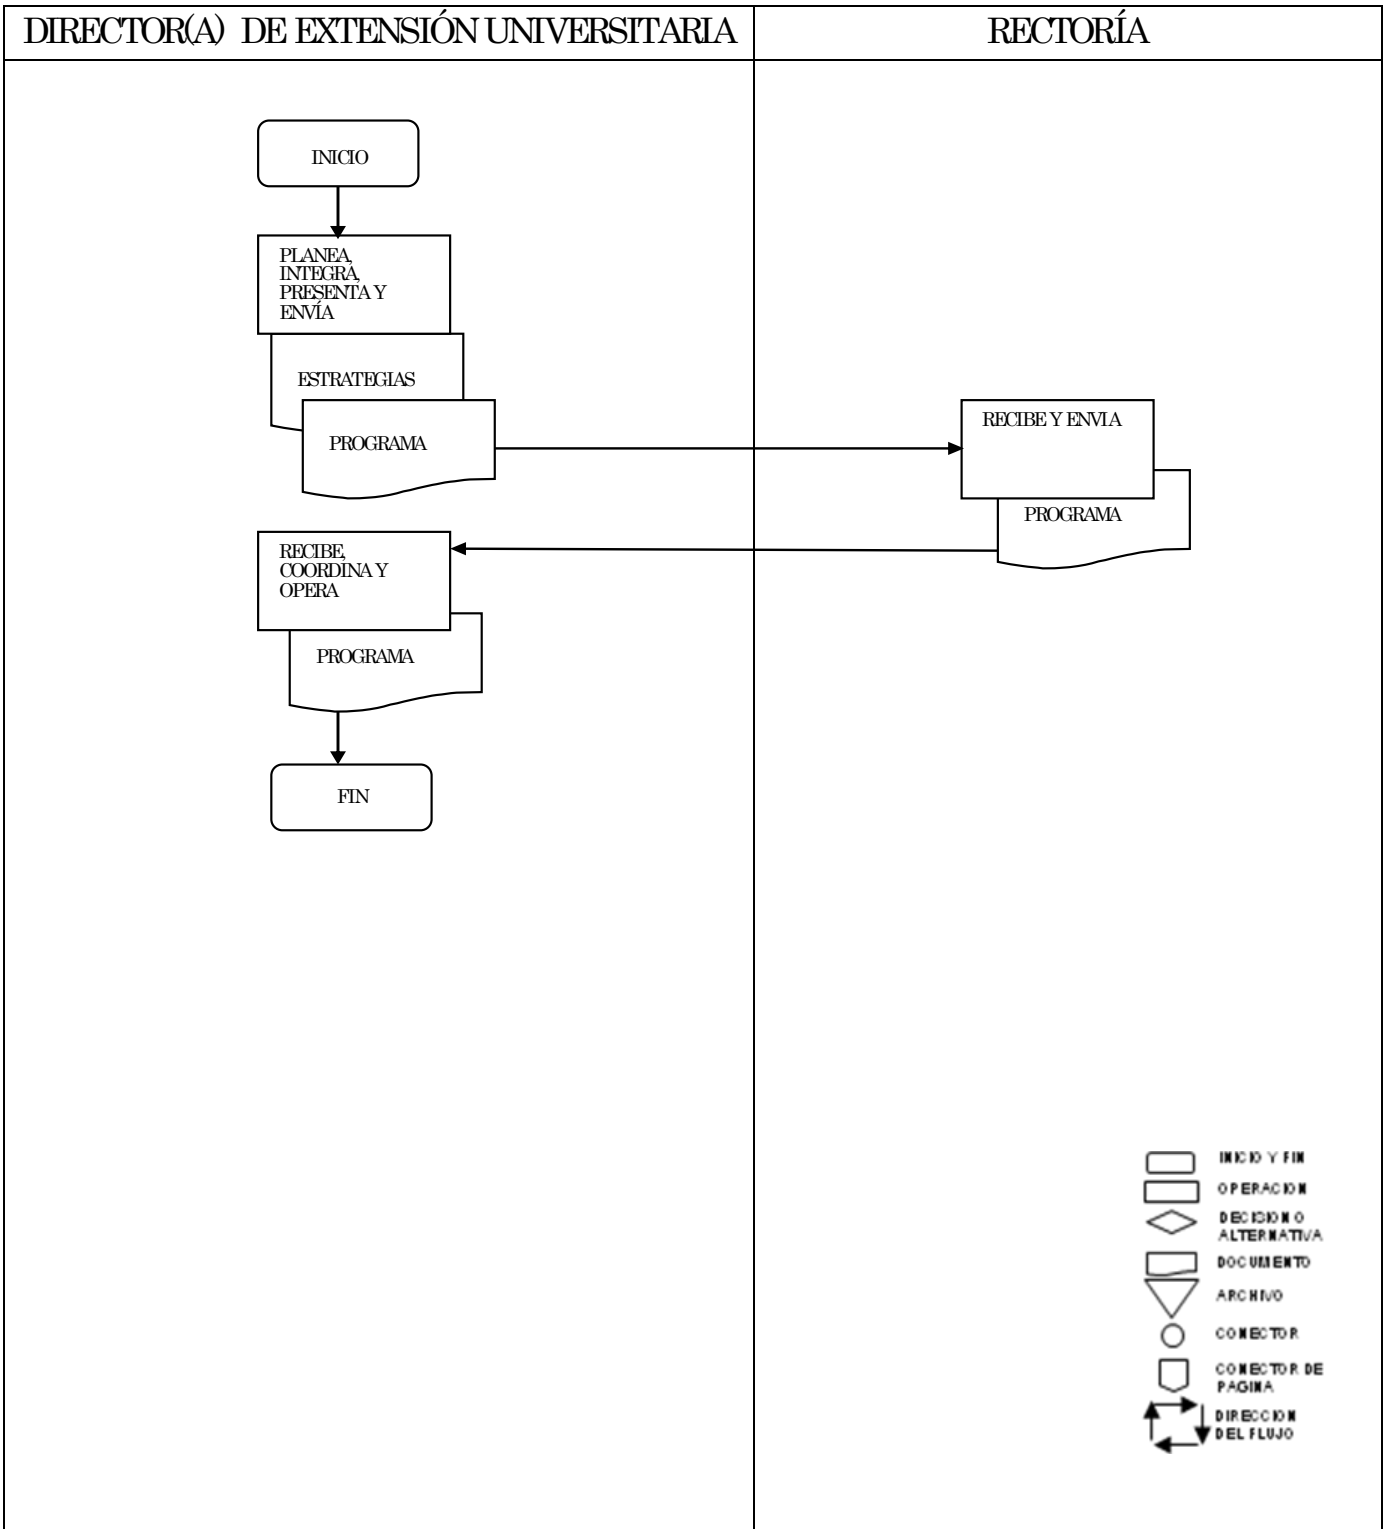 DIRECTOR(A) DE EXTENSIÓN UNIVERSITARIA
RECTORÍA
INICIO
PLANEA,
INTEGRA,
PRESENTA Y
ENVÍA
ESTRATEGIAS
PROGRAMA
RECIBE Y ENVIA
PROGRAMA
RECIBE,
COORDINA Y
OPERA
PROGRAMA
FIN
INICIO Y FIN
OPERACION
DECISION O
ALTERNATIVA
DOCUMENTO
ARCHIVO
CONECTOR
CONECTOR DE
PAGINA
DIRECCION
DEL FLUJO